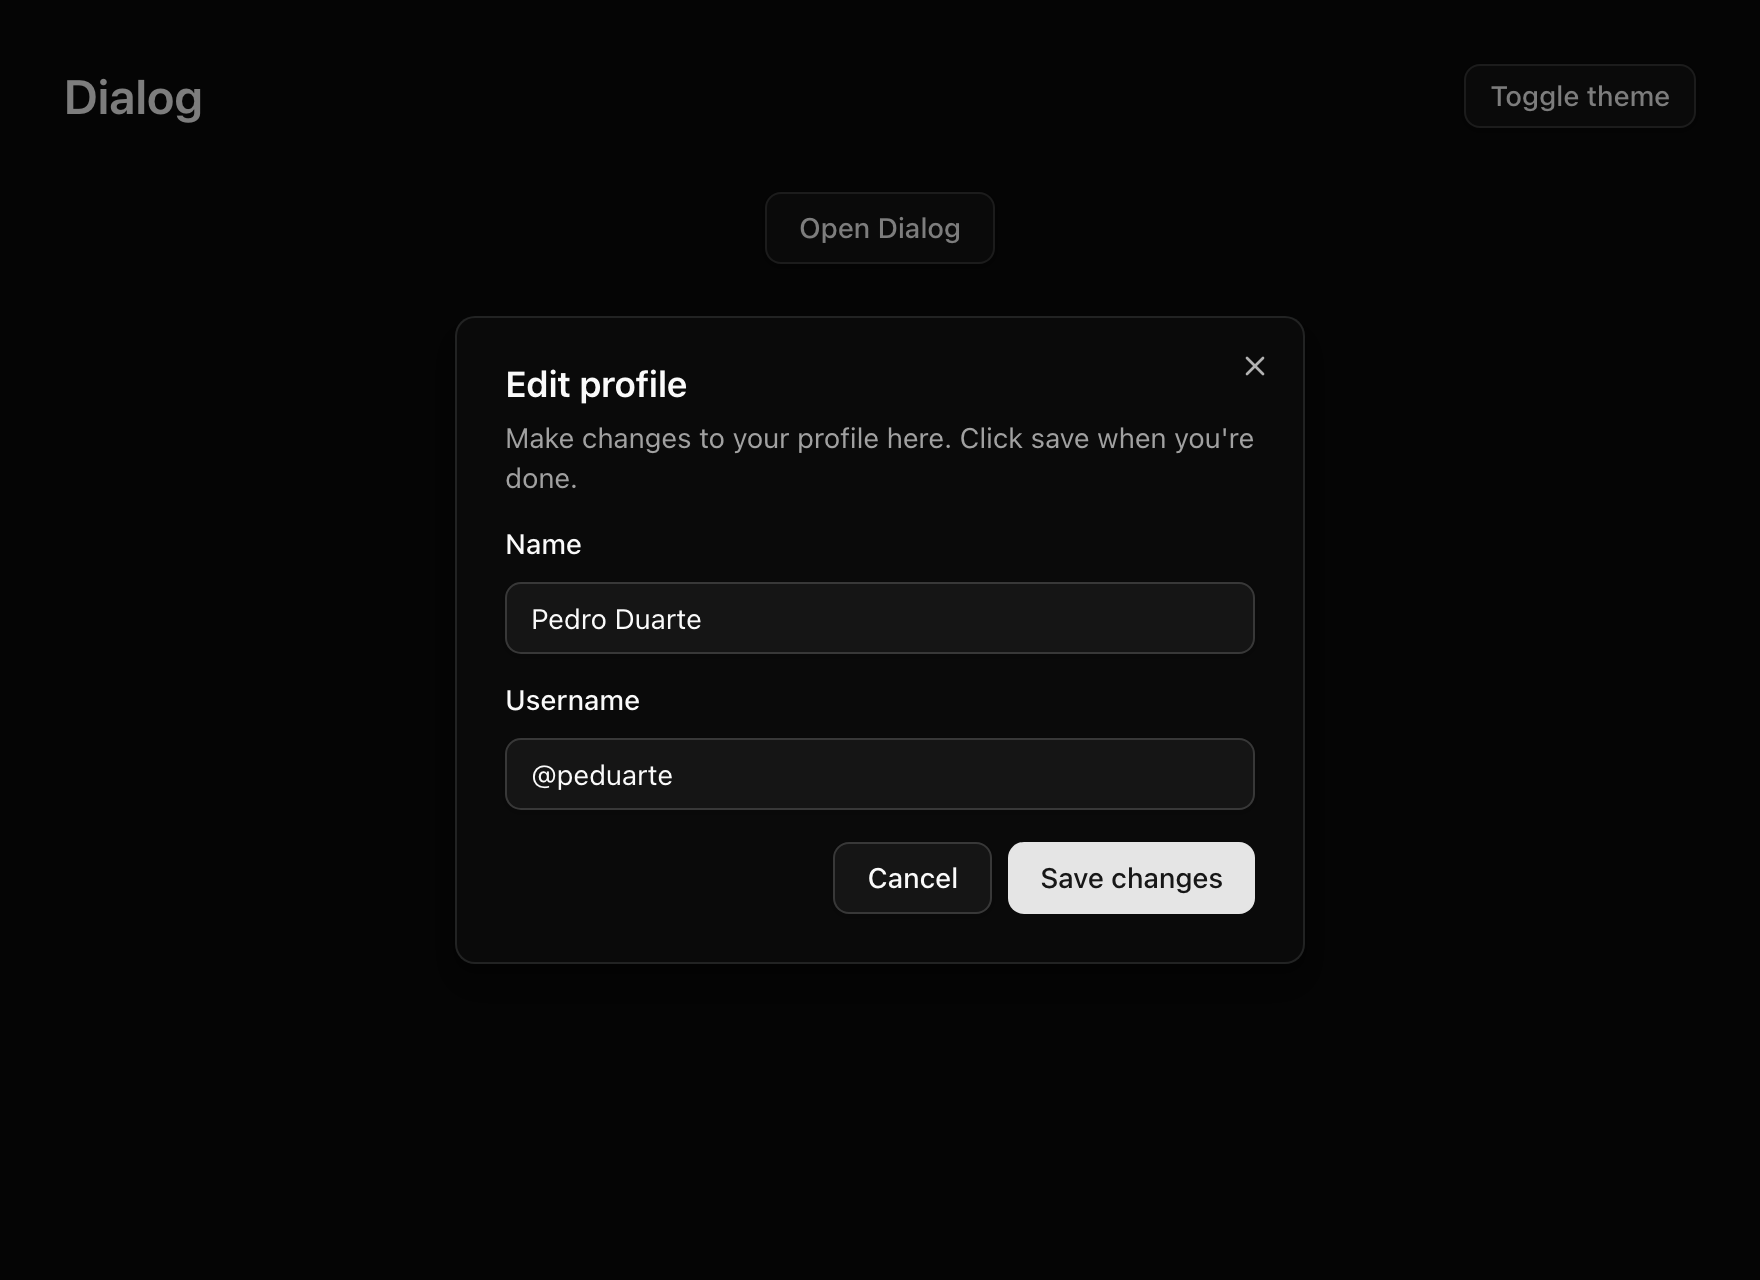 Dialog
Toggle theme
Open Dialog
Edit profile
Make changes to your profile here. Click save when you're
done.
Name
Pedro Duarte
Username
@peduarte
Cancel
Save changes